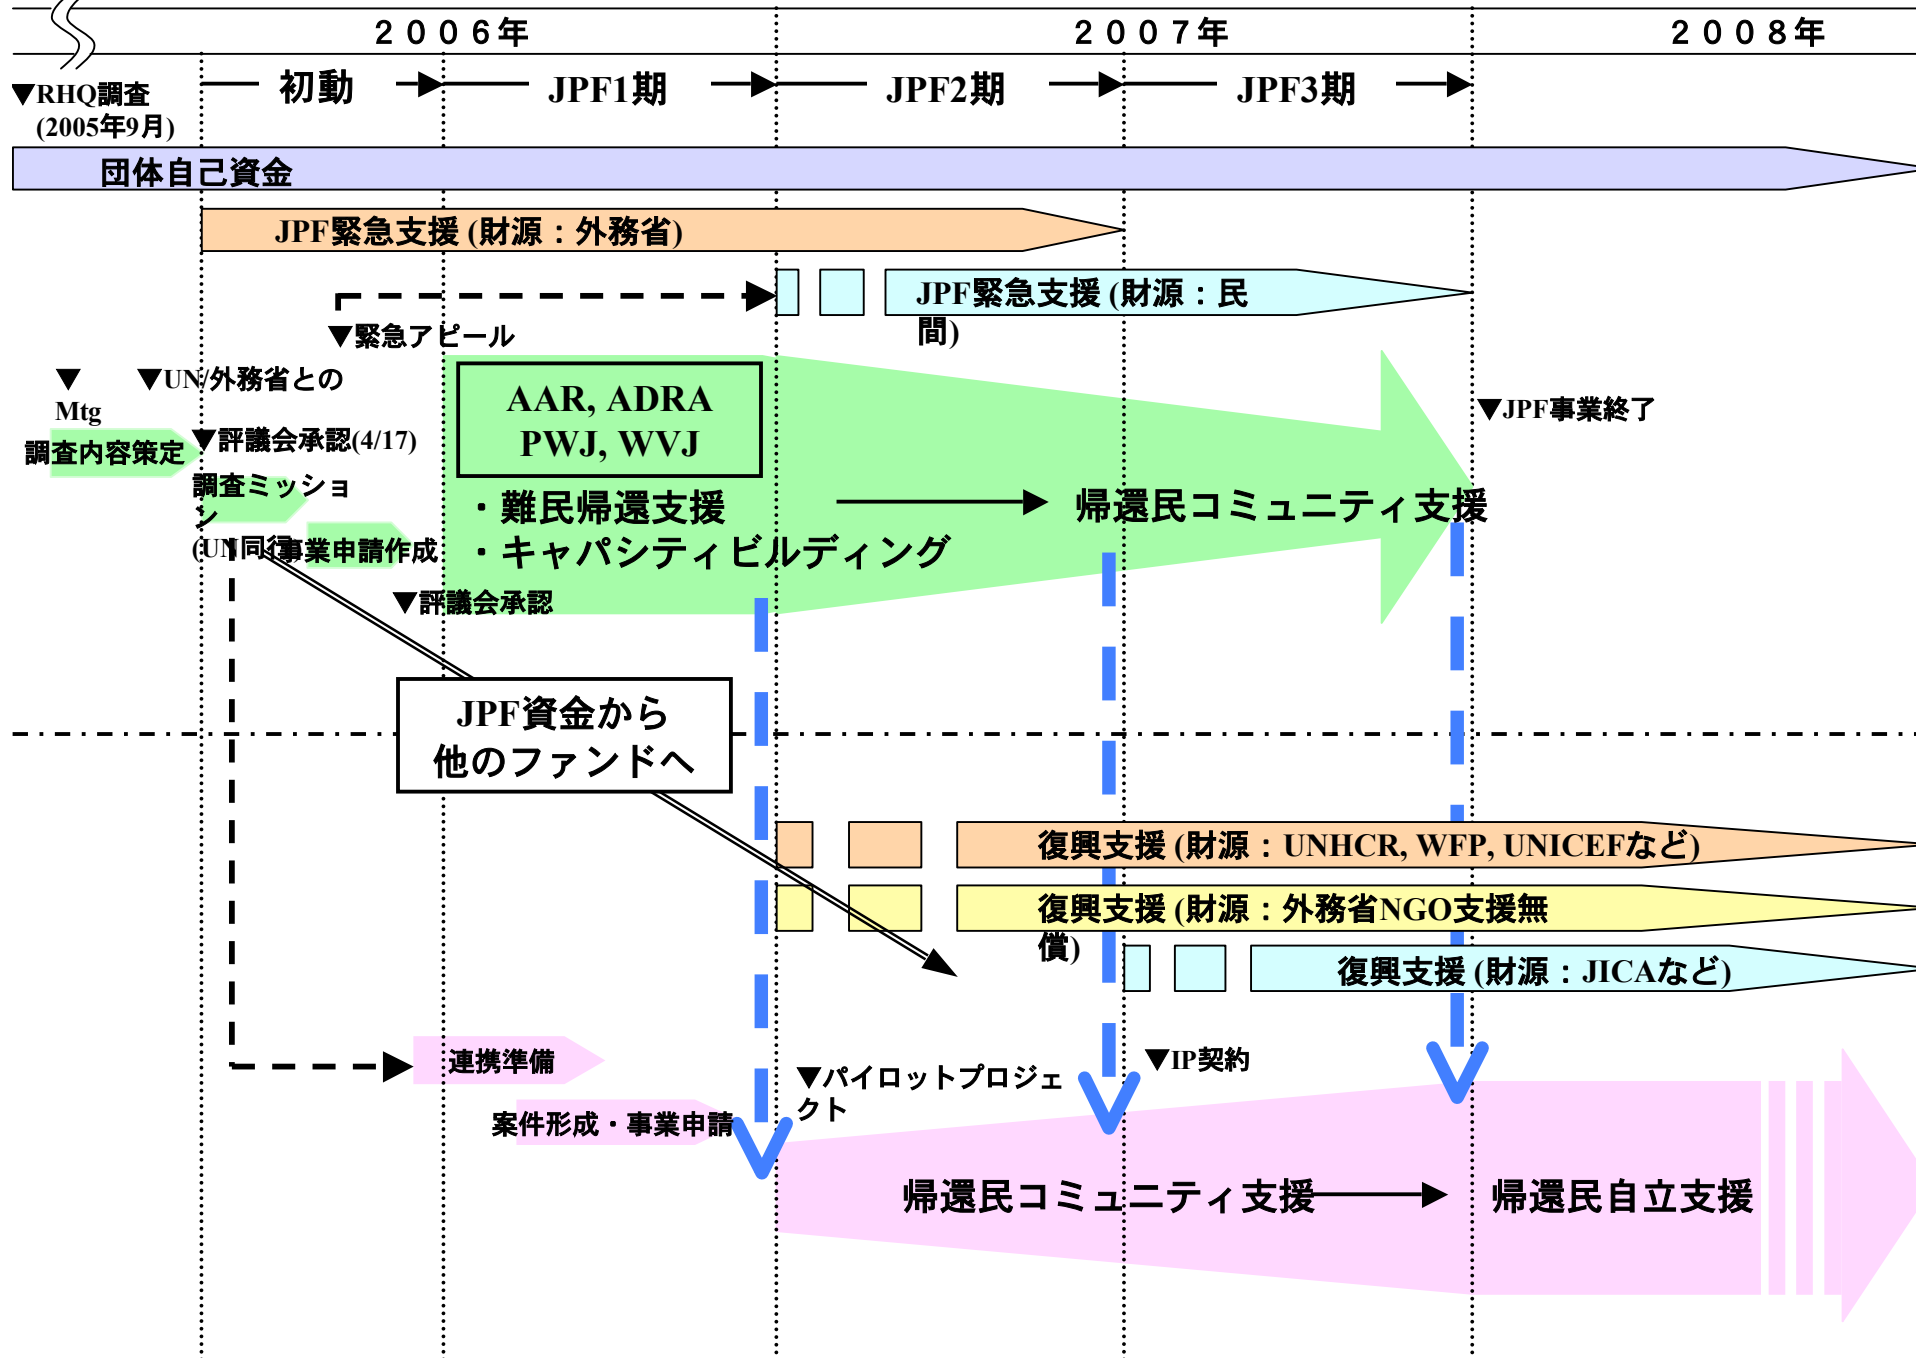 ２００６年
２００７年
２００８年
初動
JPF1期
JPF2期
JPF3期
▼RHQ調査
(2005年9月)
団体自己資金
JPF緊急支援 (財源：外務省)
JPF緊急支援 (財源：民
間)
▼緊急アピール
▼ ▼UN/外務省との
Mtg
調査内容策定
▼評議会承認(4/17)
調査ミッショ
ン
(UN同行)
事業申請作成
▼評議会承認
AAR, ADRA
PWJ, WVJ
・難民帰還支援
・キャパシティビルディング
帰還民コミュニティ支援
▼JPF事業終了
JPF資金から
他のファンドへ
復興支援 (財源：UNHCR, WFP, UNICEFなど)
復興支援 (財源：外務省NGO支援無
償)
復興支援 (財源：JICAなど)
連携準備
案件形成・事業申請
▼パイロットプロジェ
クト
▼IP契約
帰還民コミュニティ支援
帰還民自立支援